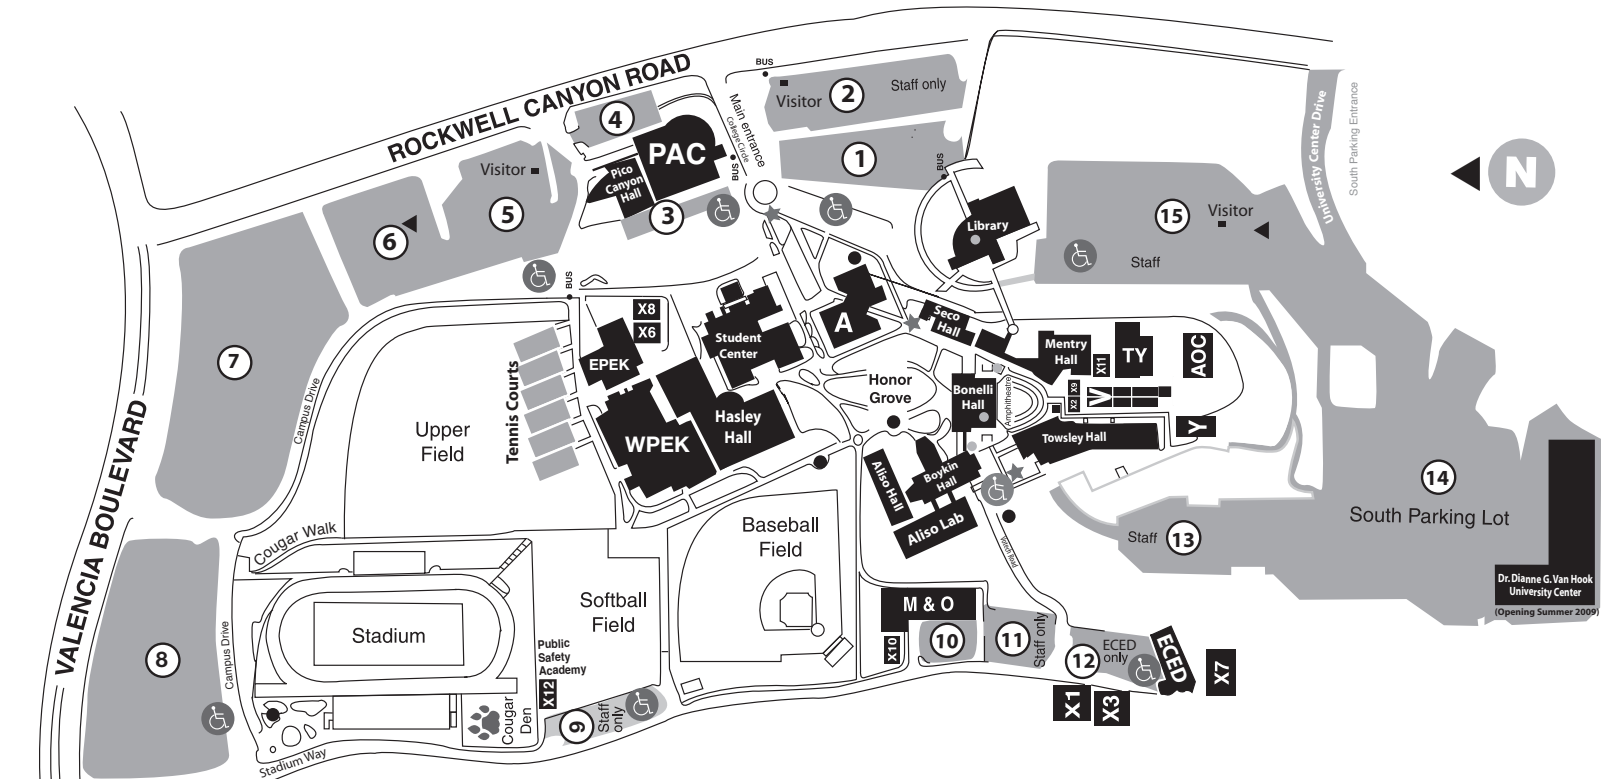 ROCKWELL CANYON ROAD
VALENCIA BOULEVARD
BUS
Visitor
2
Staff only
Main entrance
College Circle
BUS
1
BUS
4
PAC
Pico
Canyon
Hall
3
Visitor
5
6
7
BUS
University Center Drive
South Parking Entrance
N
15
Visitor
Staff
Library
X8
X6
EPEK
Student
Center
A
Seco
Hall
Mentry
Hall
X11
TY
AOC
X9
X2
V
Y
Honor
Grove
Bonelli
Hall
Amphitheatre
Towsley Hall
Tennis Courts
Campus Drive
Upper
Field
WPEK
Hasley
Hall
Aliso Hall
Boykin
Hall
Aliso Lab
14
South Parking Lot
Staff
13
Votech Road
Dr. Dianne G. Van Hook
University Center
(Opening Summer 2009)
Cougar Walk
Baseball
Field
Softball
Field
Stadium
8
Campus Drive
Public
Safety
Academy
X12
Cougar
Den
9
Staff
only
Stadium Way
M & O
X10
10
11
Staff only
12
ECED
only
ECED
X7
X1
X3